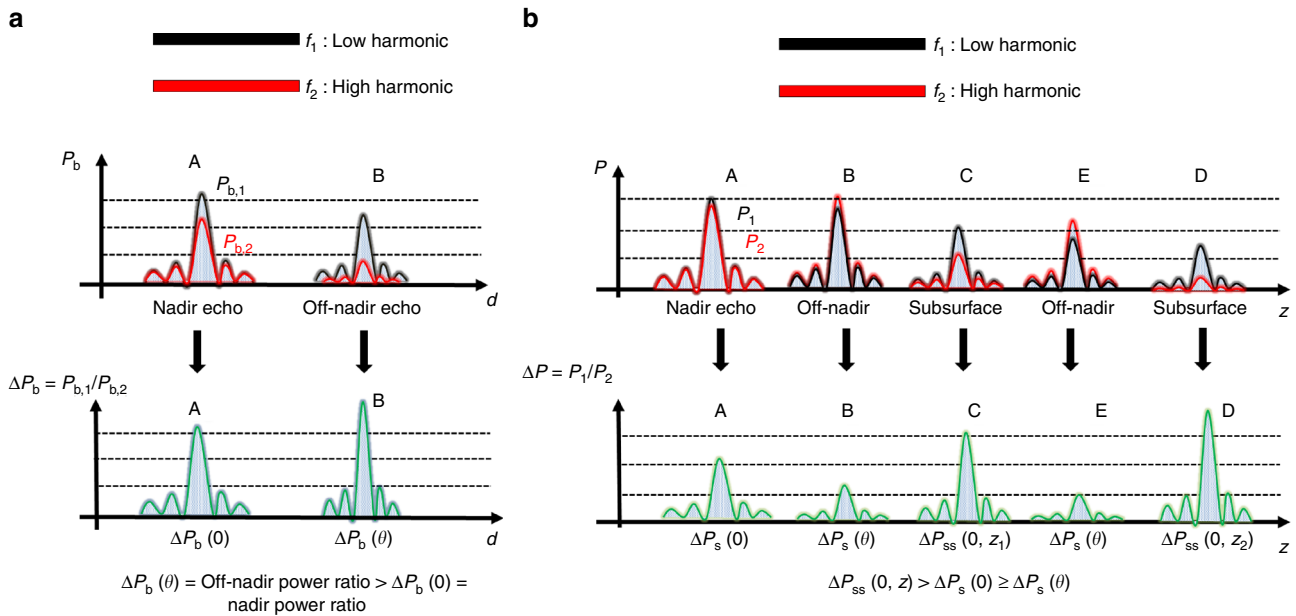 a
f1 : Low harmonic
f2 : High harmonic
Pb
A
B
Pb,1
Pb,2
Nadir echo
Off-nadir echo
d
ΔPb = Pb,1/Pb,2
A
B
ΔPb (0)
ΔPb (θ)
d
ΔPb (θ) = Off-nadir power ratio > ΔPb (0) =
nadir power ratio
b
f1 : Low harmonic
f2 : High harmonic
P
A
B
C
E
D
P1
P2
Nadir echo
Off-nadir
Subsurface
Off-nadir
Subsurface
z
ΔP = P1/P2
A
B
C
E
D
ΔPs (0)
ΔPs (θ)
ΔPss (0, z1)
ΔPs (θ)
ΔPss (0, z2)
z
ΔPss (0, z) > ΔPs (0) ≥ ΔPs (θ)